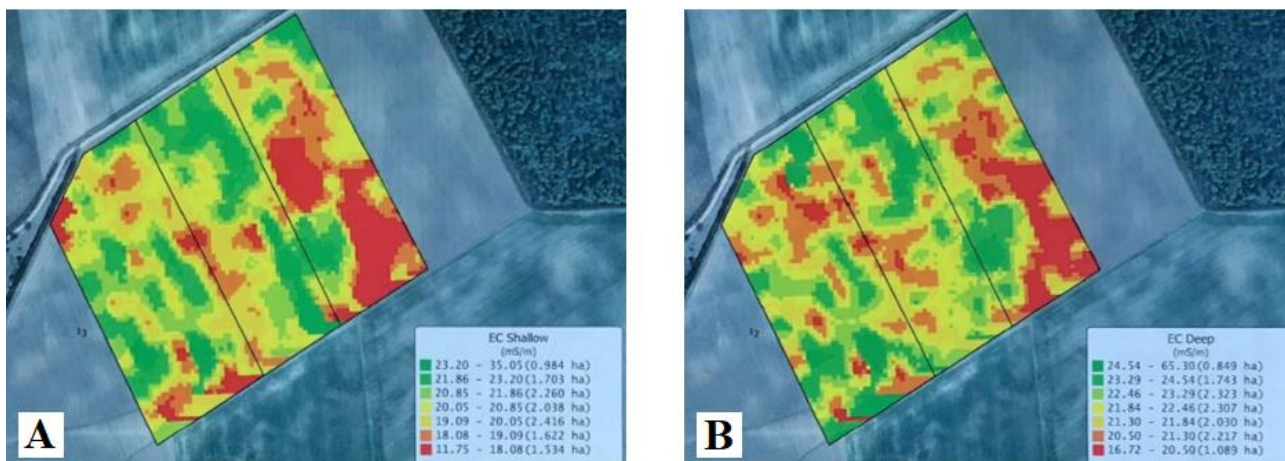 EC Shallow
(mS/m)
23.20 - 35.05(0.984 ha)
21.86 - 23.20(1.703 ha)
20.85 - 21.86(2.260 ha)
20.05 - 20.85(2.038 ha)
19.09 - 20.05(2.416 ha)
18.08 - 19.09(1.622 ha)
11.75 - 18.08(1.534 ha)
A
EC Deep
(mS/m)
24.54 - 65.30(0.849 ha)
23.29 - 24.54(1.743 ha)
22.46 - 23.29(2.323 ha)
21.84 - 22.46(2.307 ha)
21.30 - 21.84(2.030 ha)
20.50 - 21.30(2.217 ha)
16.72 - 20.50(1.089 ha)
B